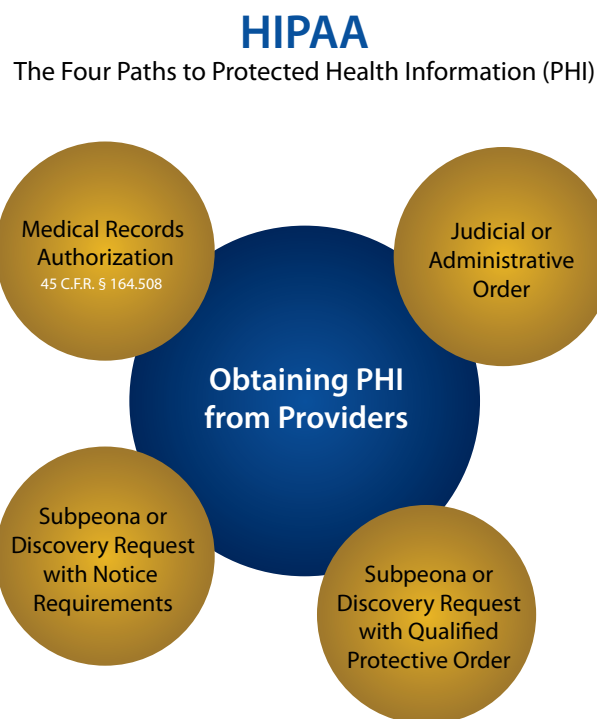 HIPAA
The Four Paths to Protected Health Information (PHI)
Medical Records
Authorization
45 C.F.R. § 164.508
Judicial or
Administrative
Order
Obtaining PHI
from Providers
Subpeona or
Discovery Request
with Notice
Requirements
Subpeona or
Discovery Request
with Qualified
Protective Order